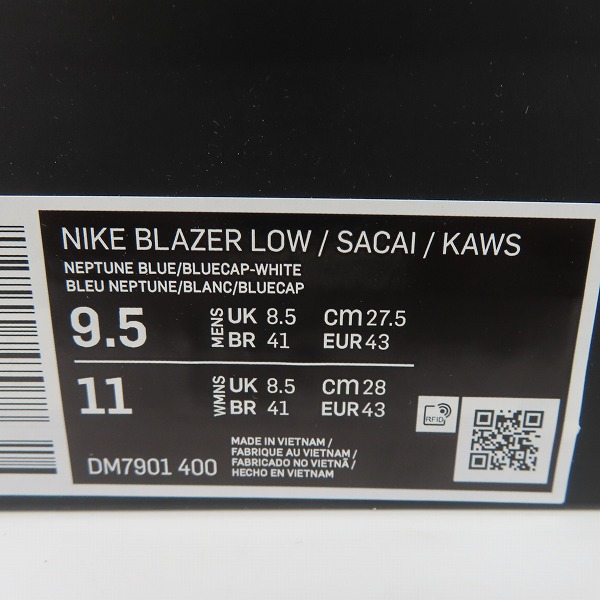 NIKE BLAZER LOW / SACAI / KAWS
NEPTUNE BLUE/BLUECAP-WHITE
BLEU NEPTUNE/BLANC/BLUECAP
9.5 MENS UK 8.5 cm 27.5
BR 41 EUR 43
11 WMNS UK 8.5 cm 28
BR 41 EUR 43
RFID
DM7901 400
MADE IN VIETNAM /
FABRIQUE AU VIETNAM /
FABRICADO NO VIETNÃ /
HECHO EN VIETNAM